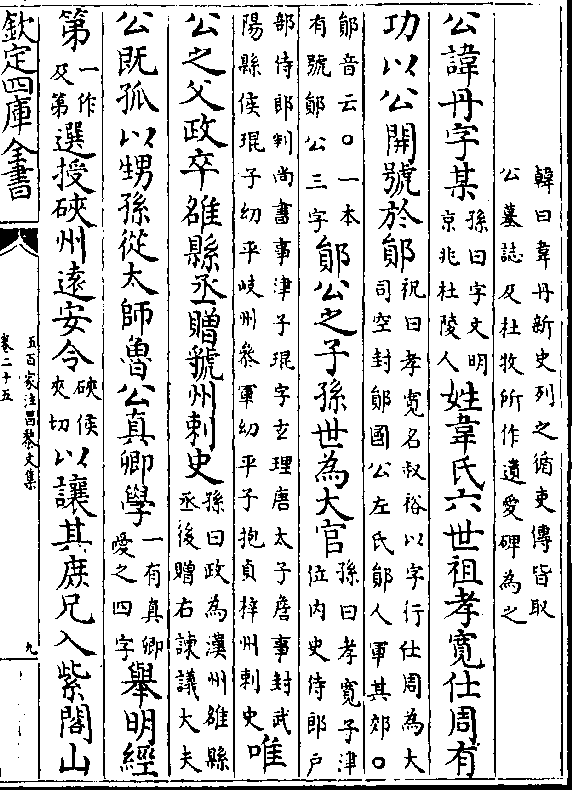 韓曰韋丹新史列之循吏傳皆取
公墓誌及杜牧所作遺愛碑為之
公諱丹字某孫曰字文明京兆杜陵人姓韋氏六世祖孝寛仕周有
功以公開號於鄖祝曰孝寛名叔裕以字行仕周為大司空封鄖國公左氏鄖人軍其郊○
鄖音云○一本有號鄖公三字鄖公之子孫世為大官孫曰孝寛子津位内史侍郎户
部侍郎判尚書事津子琨字𤣥理唐太子詹事封武
陽縣侯琨子㓜平岐州叅軍㓜平子抱貞梓州刺史唯
公之父政卒雒縣丞贈虢州刺史孫曰政為漢州雒縣丞後贈右諫議大夫
公既孤以甥孫從太師魯公真卿學一有真卿愛之四字舉明經
第一作及第選授硤州逺安令硤侯夾切以讓其庶兄入紫閣山
欽定四庫全書
五百家注昌黎文集
卷二十五
九